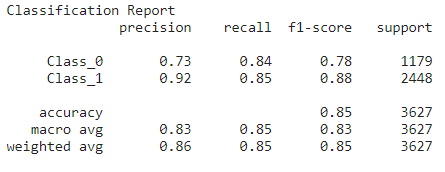 Classification Report
precision recall f1-score support
Class_0 0.73 0.84 0.78 1179
Class_1 0.92 0.85 0.88 2448
accuracy 0.85 3627
macro avg 0.83 0.85 0.83 3627
weighted avg 0.86 0.85 0.85 3627